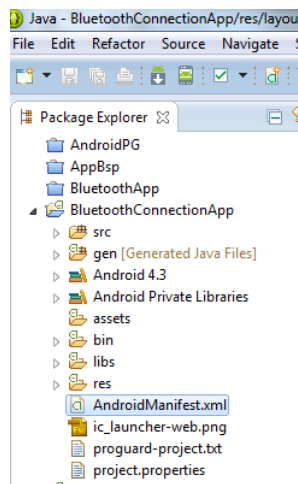 Java - BluetoothConnectionApp/res/layou
File Edit Refactor Source Navigate
Package Explorer
AndroidPG
AppBsp
BluetoothApp
BluetoothConnectionApp
src
gen [Generated Java Files]
Android 4.3
Android Private Libraries
assets
bin
libs
res
AndroidManifest.xml
ic_launcher-web.png
proguard-project.txt
project.properties